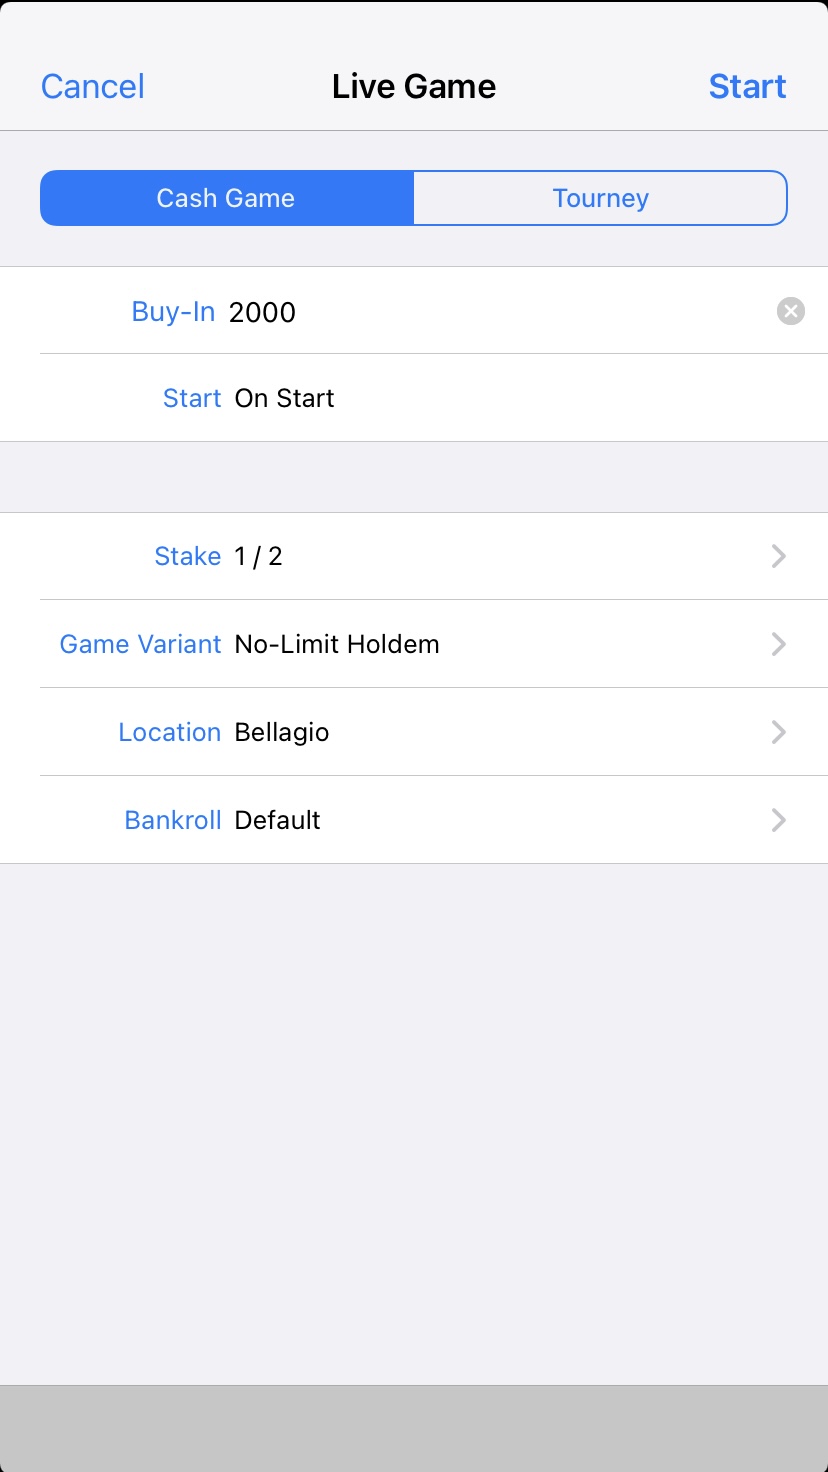 Cancel Live Game Start
Cash Game Tourney
Buy-In 2000
Start On Start
Stake 1 / 2
Game Variant No-Limit Holdem
Location Bellagio
Bankroll Default